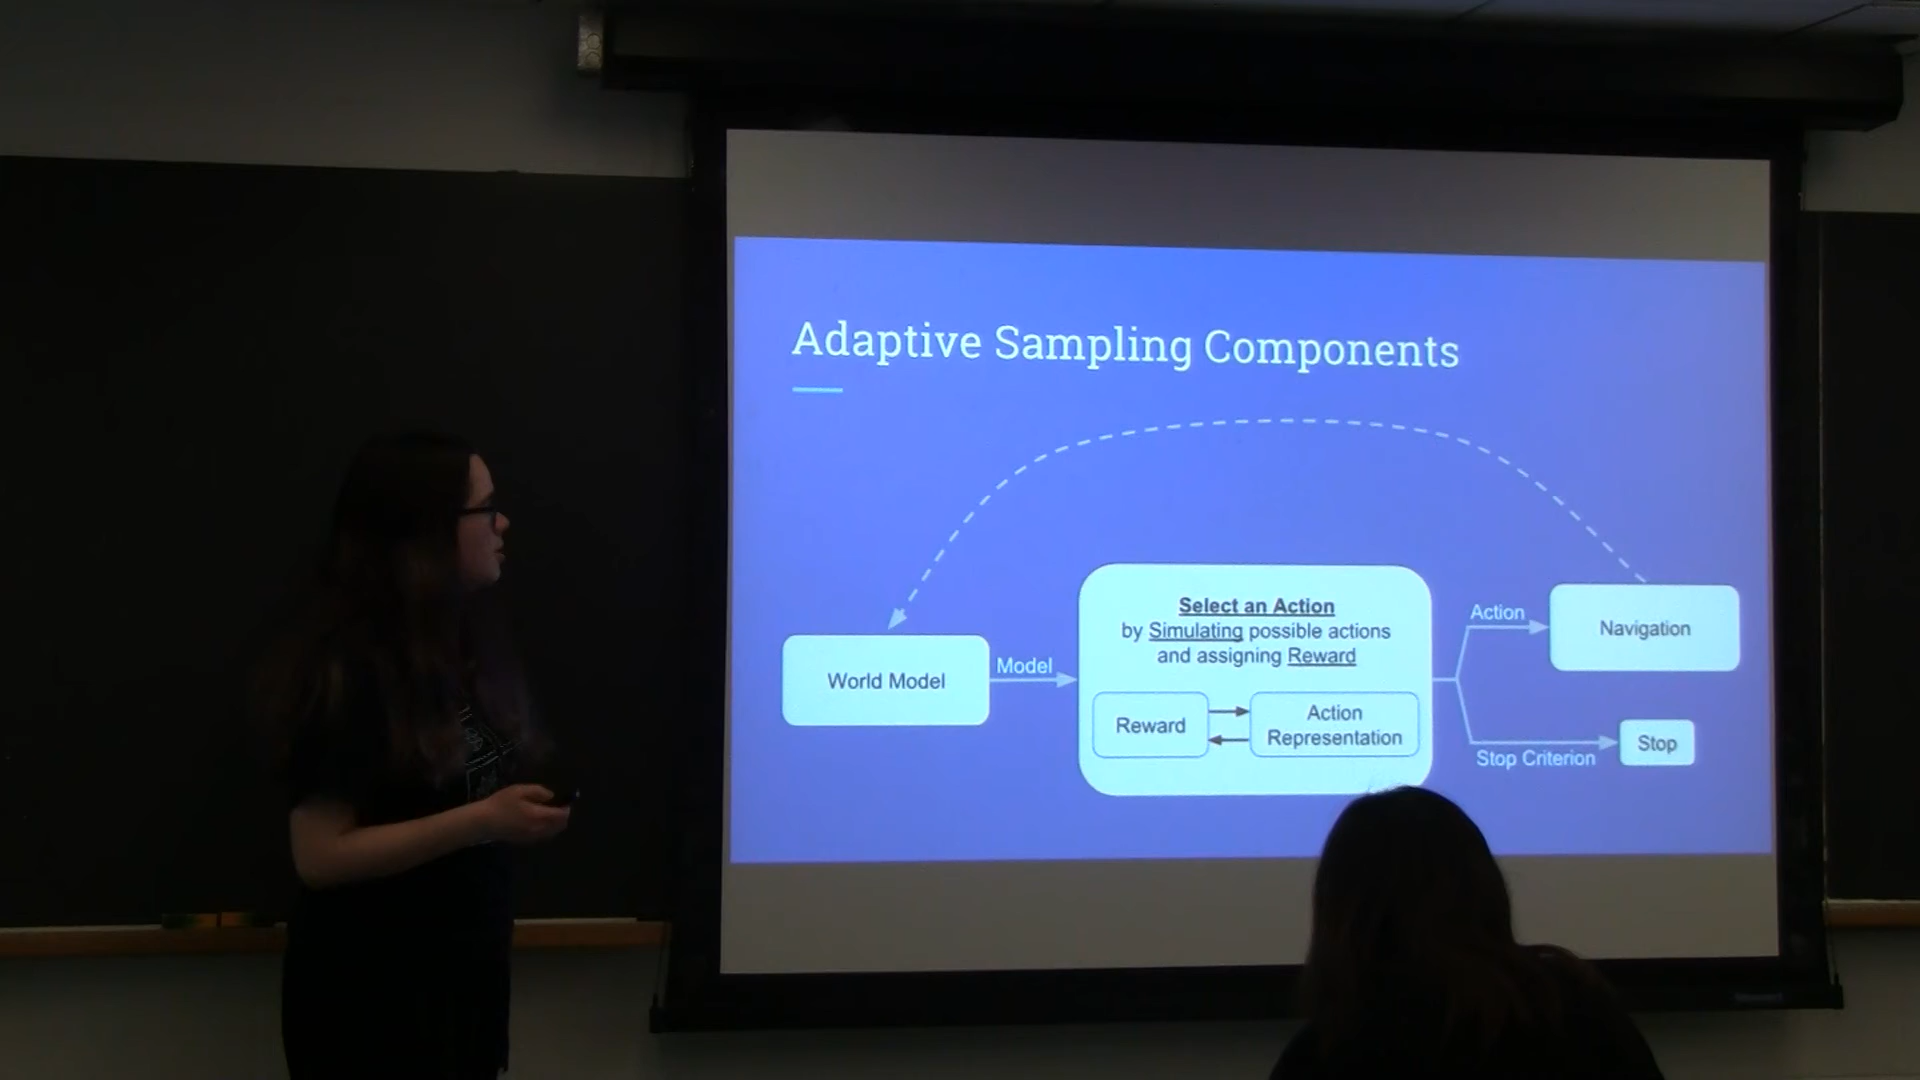 Adaptive Sampling Components
Select an Action
by Simulating possible actions
and assigning Reward
World Model
Model
Reward
Action
Representation
Action
Navigation
Stop Criterion
Stop